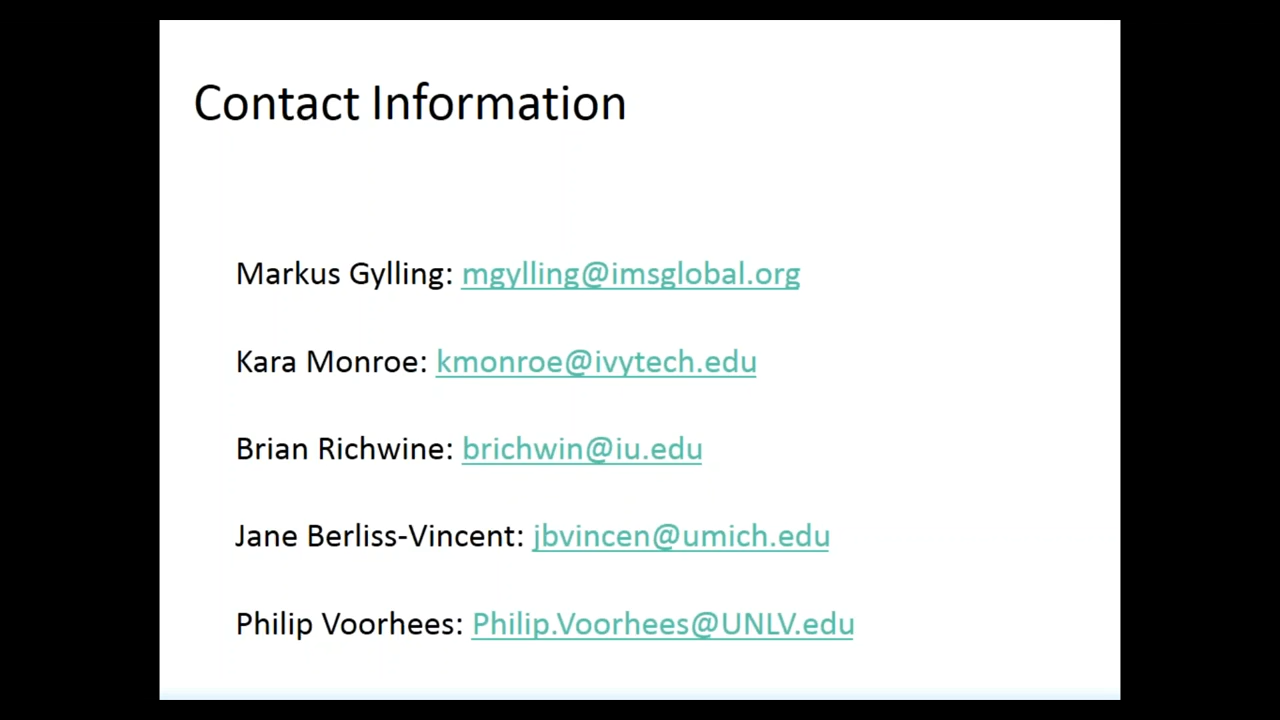 Contact Information
Markus Gylling: mgylling@imsglobal.org
Kara Monroe: kmonroe@ivytech.edu
Brian Richwine: brichwin@iu.edu
Jane Berliss-Vincent: jbvincen@umich.edu
Philip Voorhees: Philip.Voorhees@UNLV.edu